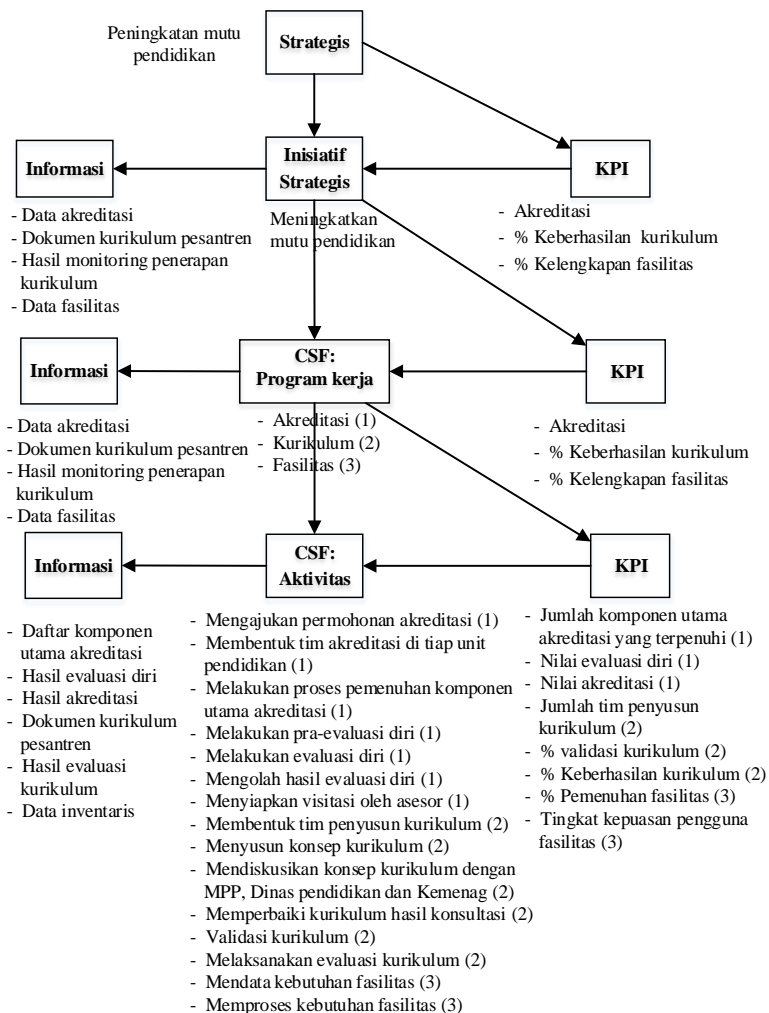 Peningkatan mutu
pendidikan
Strategis
Informasi
Inisiatif
Strategis
KPI
- Data akreditasi
- Dokumen kurikulum pesantren
- Hasil monitoring penerapan
kurikulum
- Data fasilitas
Meningkatkan
mutu pendidikan
- Akreditasi
- % Keberhasilan kurikulum
- % Kelengkapan fasilitas
Informasi
CSF:
Program kerja
KPI
- Data akreditasi
- Dokumen kurikulum pesantren
- Hasil monitoring penerapan
kurikulum
- Data fasilitas
- Akreditasi (1)
- Kurikulum (2)
- Fasilitas (3)
- Akreditasi
- % Keberhasilan kurikulum
- % Kelengkapan fasilitas
Informasi
CSF:
Aktivitas
KPI
- Daftar komponen
utama akreditasi
- Hasil evaluasi diri
- Hasil akreditasi
- Dokumen kurikulum
pesantren
- Hasil evaluasi
kurikulum
- Data inventaris
- Mengajukan permohonan akreditasi (1)
- Membentuk tim akreditasi di tiap unit
pendidikan (1)
- Melakukan proses pemenuhan komponen
utama akreditasi (1)
- Melakukan pra-evaluasi diri (1)
- Melakukan evaluasi diri (1)
- Mengolah hasil evaluasi diri (1)
- Menyiapkan visitasi oleh asesor (1)
- Membentuk tim penyusun kurikulum (2)
- Menyusun konsep kurikulum (2)
- Mendiskusikan konsep kurikulum dengan
MPP, Dinas pendidikan dan Kemenag (2)
- Memperbaiki kurikulum hasil konsultasi (2)
- Validasi kurikulum (2)
- Melaksanakan evaluasi kurikulum (2)
- Mendata kebutuhan fasilitas (3)
- Memproses kebutuhan fasilitas (3)
- Jumlah komponen utama
akreditasi yang terpenuhi (1)
- Nilai evaluasi diri (1)
- Nilai akreditasi (1)
- Jumlah tim penyusun
kurikulum (2)
- % validasi kurikulum (2)
- % Keberhasilan kurikulum (2)
- % Pemenuhan fasilitas (3)
- Tingkat kepuasan pengguna
fasilitas (3)